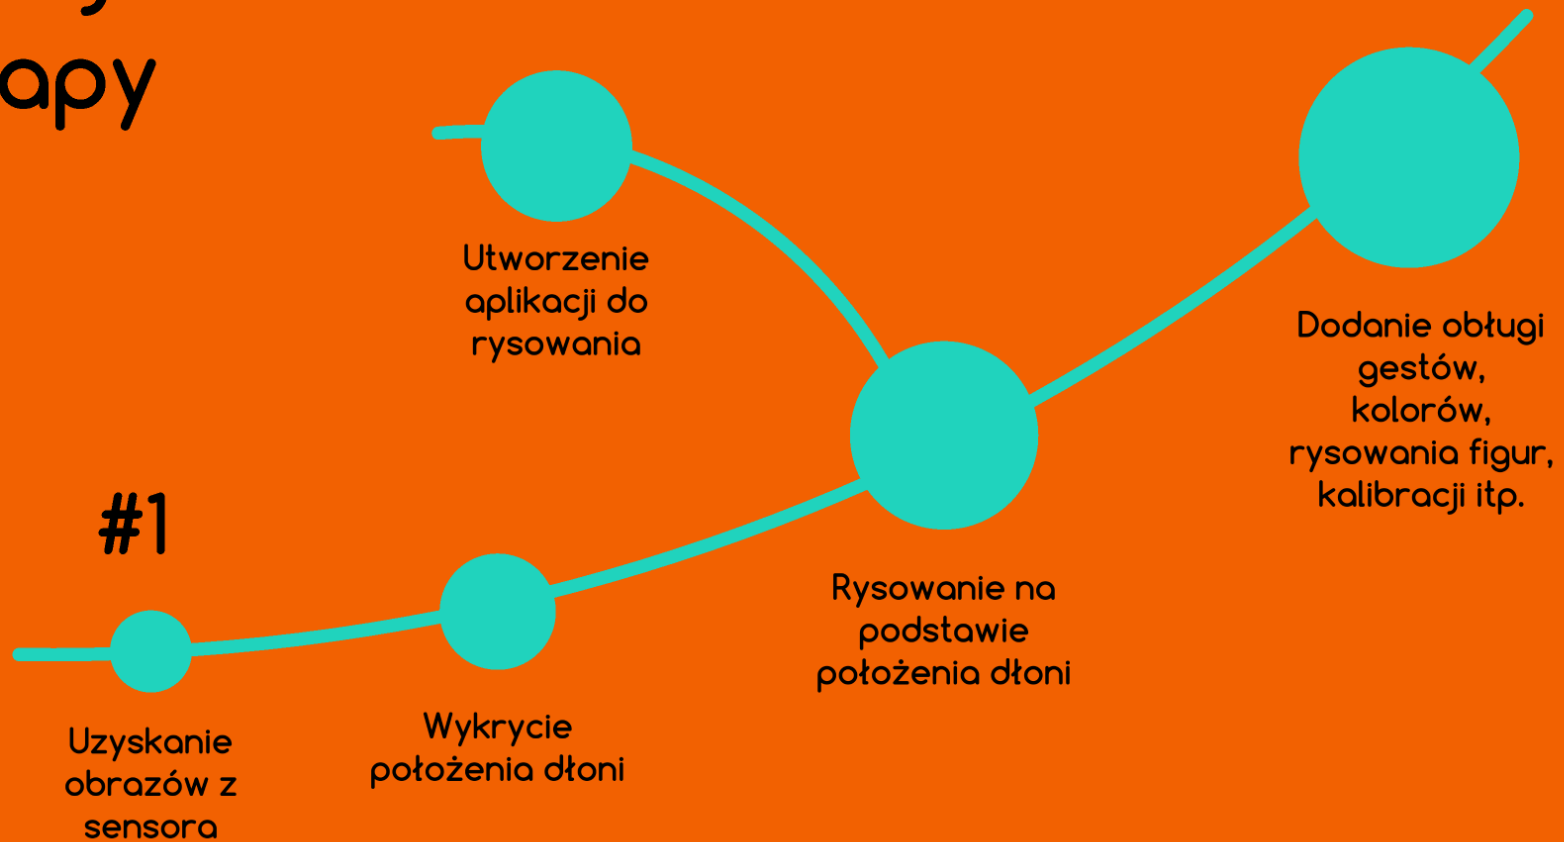 apy
Utworzenie
aplikacji do
rysowania
Dodanie obługi
gestów,
kolorów,
rysowania figur,
kalibracji itp.
#1
Rysowanie na
podstawie
położenia dłoni
Wykrycie
położenia dłoni
Uzyskanie
obrazów z
sensora